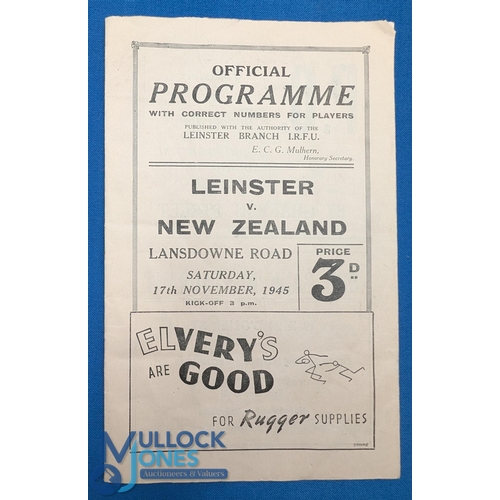 OFFICIAL
PROGRAMME
WITH CORRECT NUMBERS FOR PLAYERS
PUBLISHED WITH THE AUTHORITY OF THE
LEINSTER BRANCH I.R.F.U.
E. C. G. Mulhern,
Honorary Secretary.
LEINSTER
v.
NEW ZEALAND
LANSDOWNE ROAD
SATURDAY,
17th NOVEMBER, 1945
KICK-OFF 3 p.m.
PRICE
3D.
ELVERY'S
ARE GOOD
FOR Rugger SUPPLIES
MULLOCK
JONES
Auctioneers & Valuers